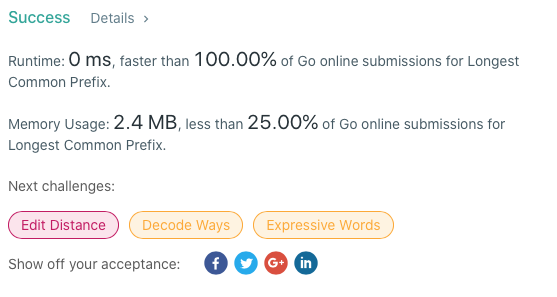 Success Details >
Runtime: 0 ms, faster than 100.00% of Go online submissions for Longest
Common Prefix.
Memory Usage: 2.4 MB, less than 25.00% of Go online submissions for
Longest Common Prefix.
Next challenges:
Edit Distance Decode Ways Expressive Words
Show off your acceptance: f G+ in